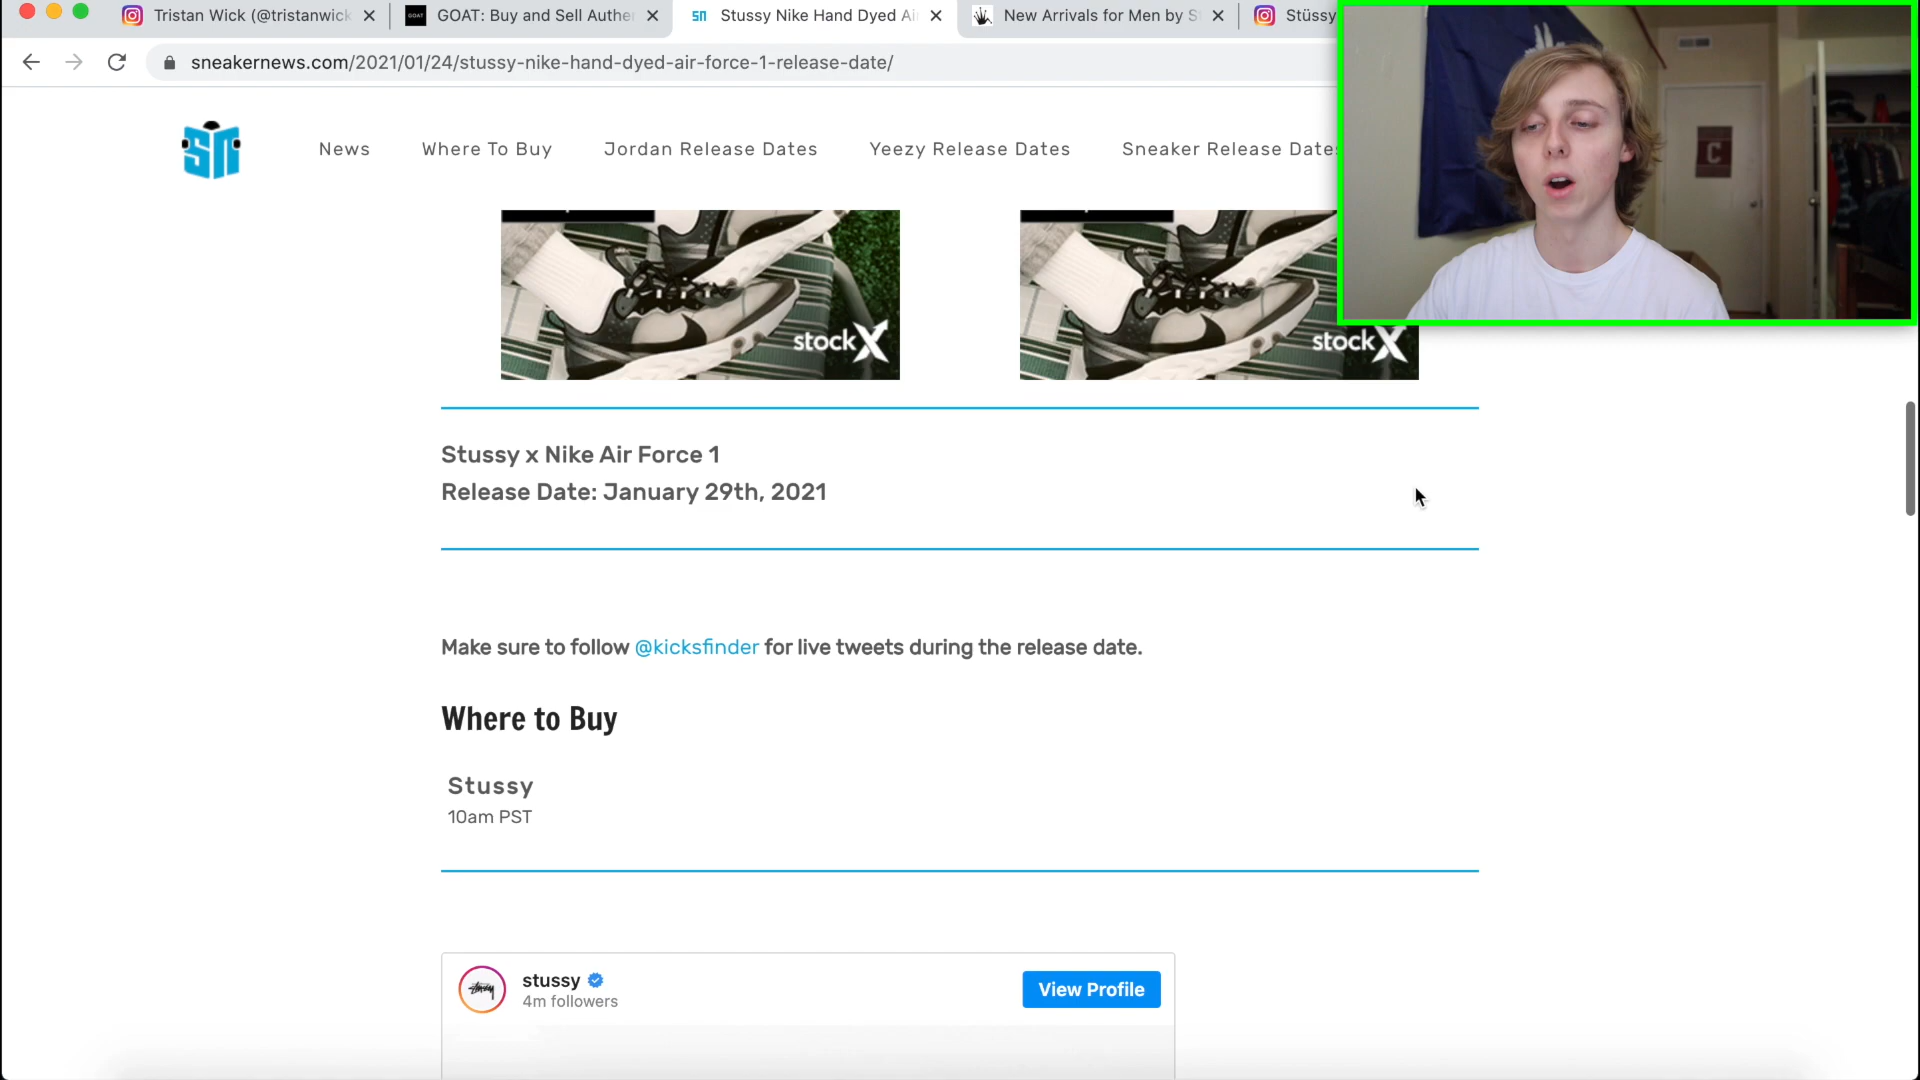 Tristan Wick (@tristanwick
GOAT
GOAT: Buy and Sell Authe
Stussy Nike Hand Dyed Ai
New Arrivals for Men by S
Stüssy
sneakernews.com/2021/01/24/stussy-nike-hand-dyed-air-force-1-release-date/
sn
News
Where To Buy
Jordan Release Dates
Yeezy Release Dates
Sneaker Release Dates
C
stockX
stockX
Stussy x Nike Air Force 1
Release Date: January 29th, 2021
Make sure to follow @kicksfinder for live tweets during the release date.
Where to Buy
Stussy
10am PST
stussy
4m followers
View Profile